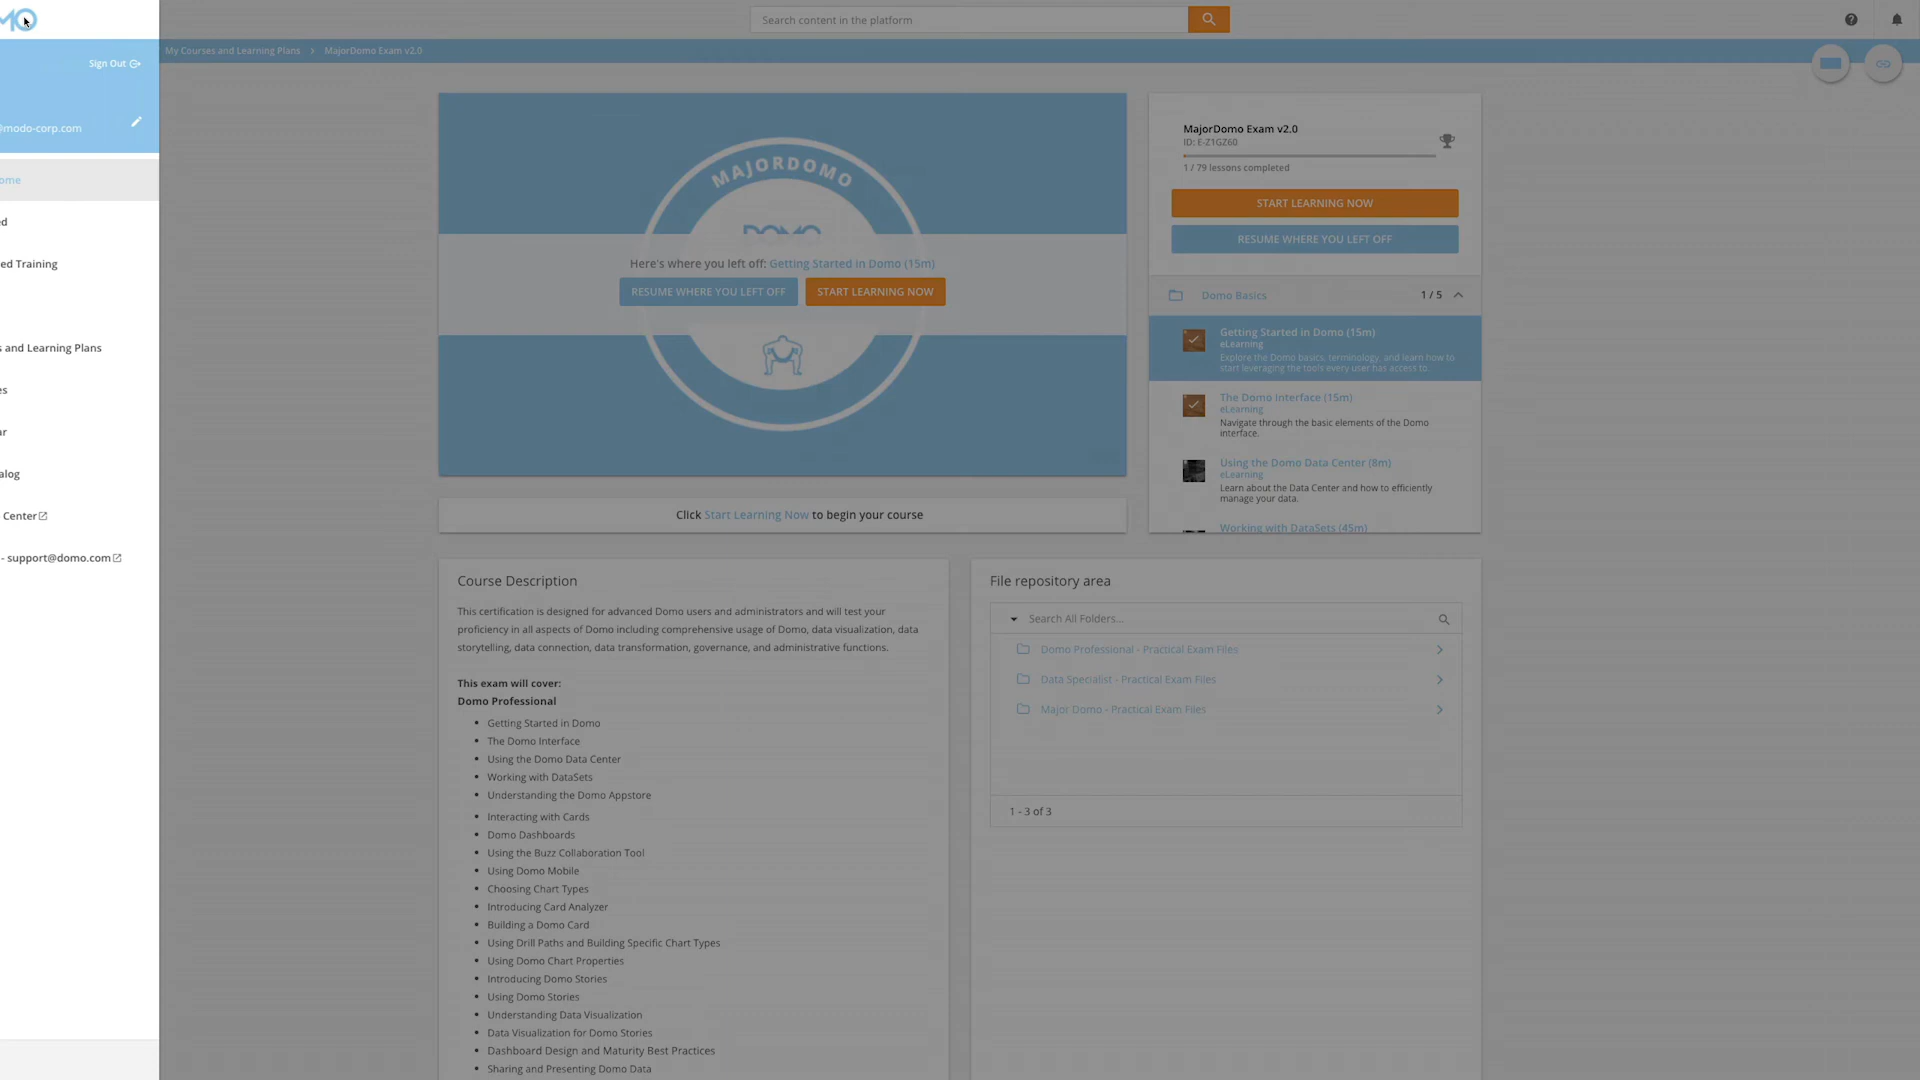 MO
Search content in the platform
Sign Out
@modo-corp.com
ome
ed
ed Training
s and Learning Plans
es
ar
alog
Center
- support@domo.com
My Courses and Learning Plans > MajorDomo Exam v2.0
MAJORDOMO
DOMO
Here's where you left off: Getting Started in Domo (15m)
RESUME WHERE YOU LEFT OFF
START LEARNING NOW
Click Start Learning Now to begin your course
MajorDomo Exam v2.0
ID: E-Z1GZ60
1 / 79 lessons completed
START LEARNING NOW
RESUME WHERE YOU LEFT OFF
Domo Basics 1 / 5
Getting Started in Domo (15m)
eLearning
Explore the Domo basics, terminology, and learn how to
start leveraging the tools every user has access to.
The Domo Interface (15m)
eLearning
Navigate through the basic elements of the Domo
interface.
Using the Domo Data Center (8m)
eLearning
Learn about the Data Center and how to efficiently
manage your data.
Working with DataSets (45m)
Course Description
This certification is designed for advanced Domo users and administrators and will test your
proficiency in all aspects of Domo including comprehensive usage of Domo, data visualization, data
storytelling, data connection, data transformation, governance, and administrative functions.
This exam will cover:
Domo Professional
• Getting Started in Domo
• The Domo Interface
• Using the Domo Data Center
• Working with DataSets
• Understanding the Domo Appstore
• Interacting with Cards
• Domo Dashboards
• Using the Buzz Collaboration Tool
• Using Domo Mobile
• Choosing Chart Types
• Introducing Card Analyzer
• Building a Domo Card
• Using Drill Paths and Building Specific Chart Types
• Using Domo Chart Properties
• Introducing Domo Stories
• Using Domo Stories
• Understanding Data Visualization
• Data Visualization for Domo Stories
• Dashboard Design and Maturity Best Practices
• Sharing and Presenting Domo Data
File repository area
Search All Folders...
Domo Professional - Practical Exam Files
Data Specialist - Practical Exam Files
Major Domo - Practical Exam Files
1 - 3 of 3